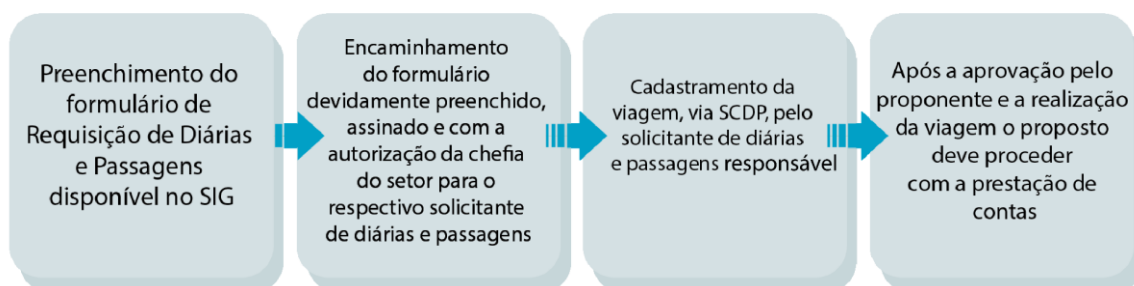 Preenchimento do
formulário de
Requisição de Diárias
e Passagens
disponível no SIG
Encaminhamento
do formulário
devidamente preenchido,
assinado e com a
autorização da chefia
do setor para o
respectivo solicitante
de diárias e passagens
Cadastramento da
viagem, via SCDP, pelo
solicitante de diárias
e passagens responsável
Após a aprovação pelo
proponente e a realização
da viagem o proposto
deve proceder
com a prestação de
contas